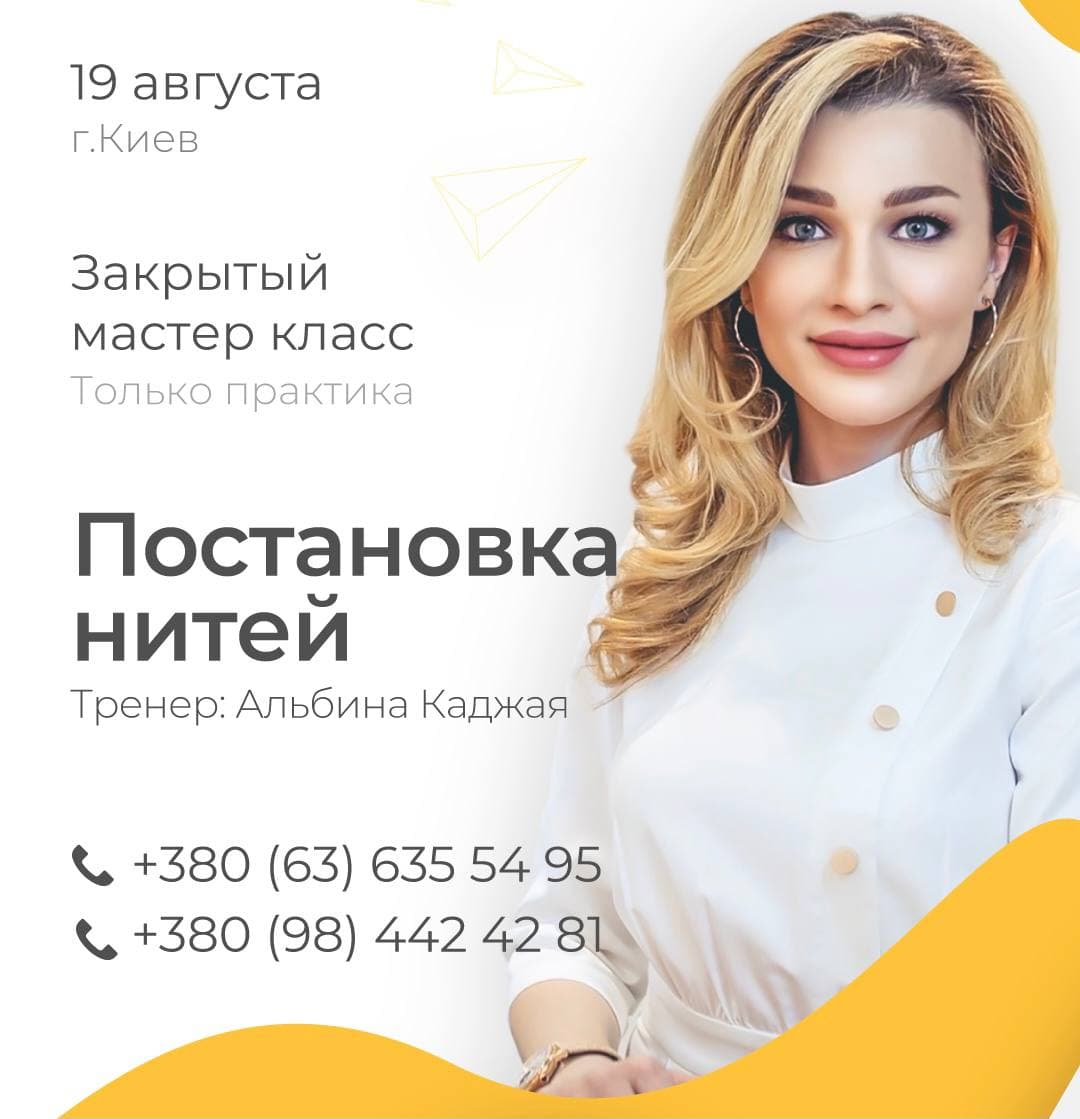 19 августа
г.Киев
Закрытый
мастер класс
Только практика
Постановка
нитей
Тренер: Альбина Каджая
+380 (63) 635 54 95
+380 (98) 442 42 81